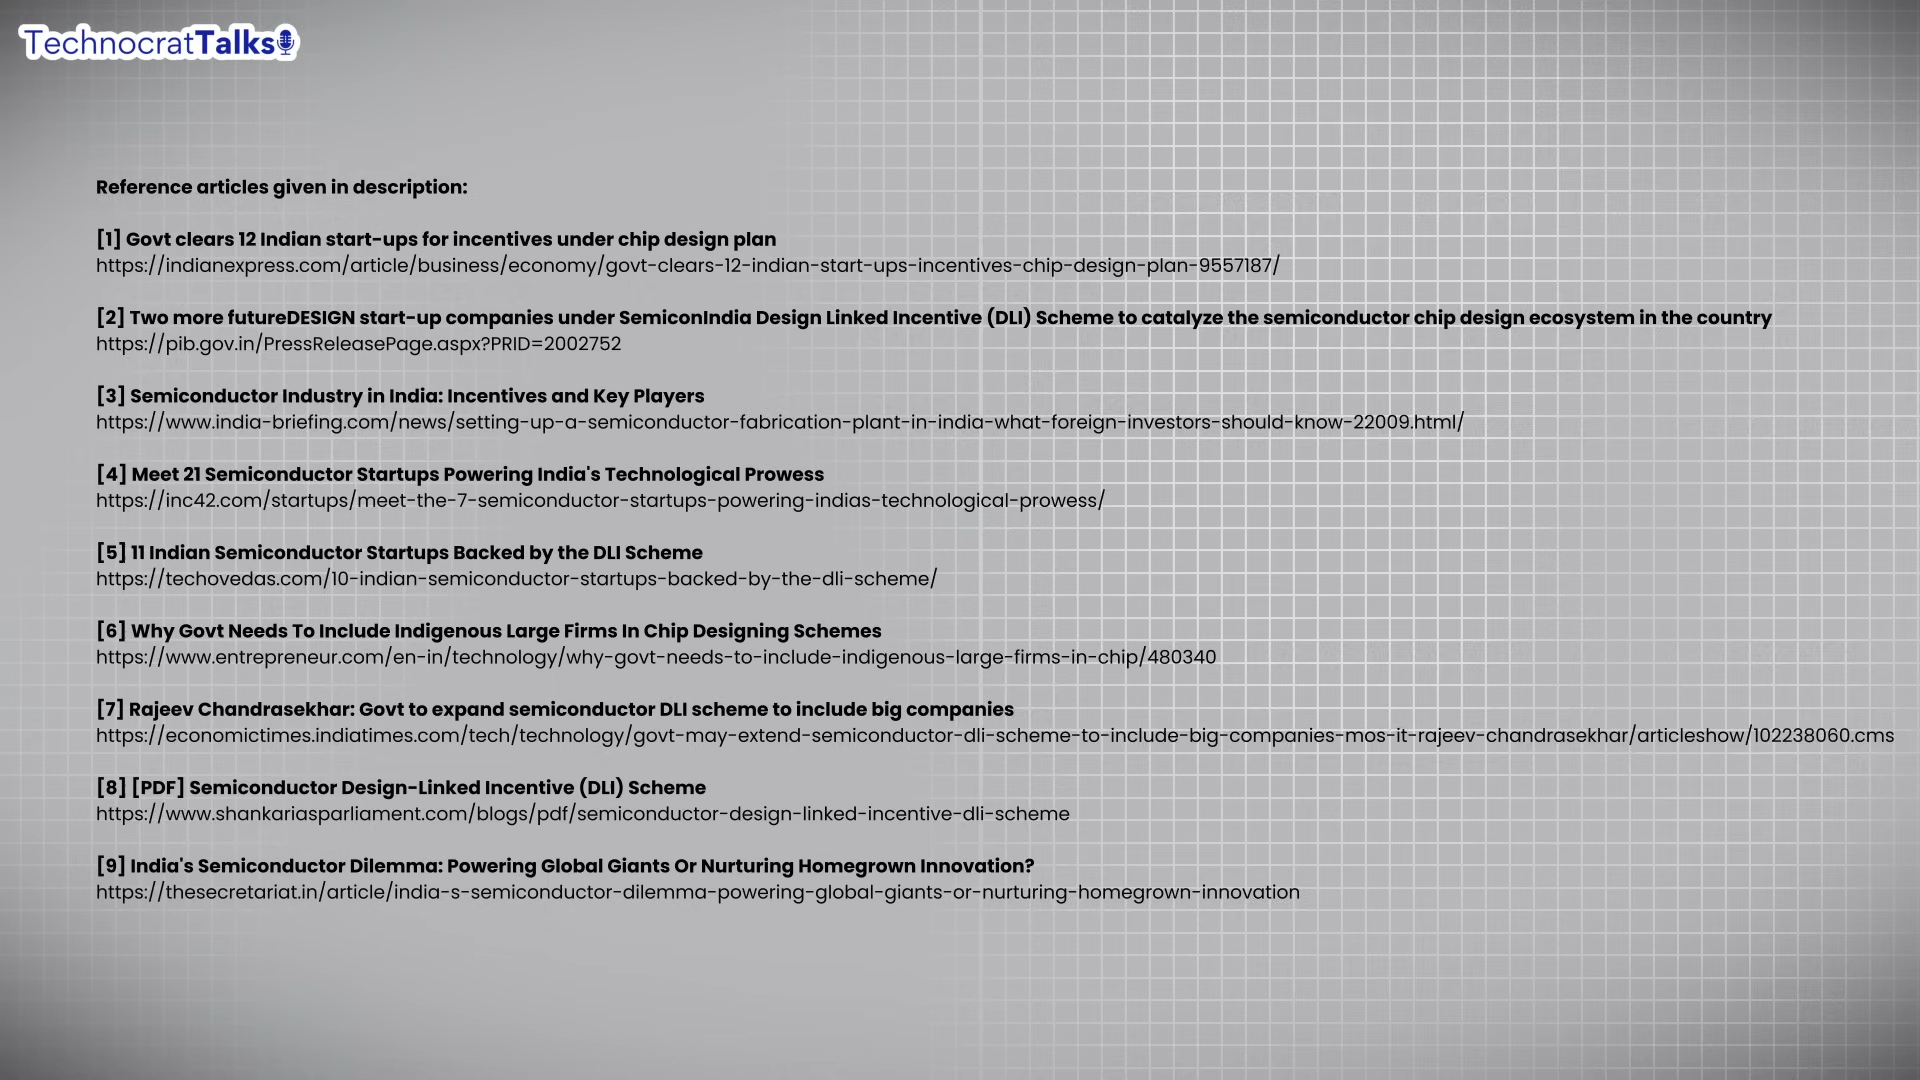 TechnocratTalks
Reference articles given in description:
[1] Govt clears 12 Indian start-ups for incentives under chip design plan
https://indianexpress.com/article/business/economy/govt-clears-12-indian-start-ups-incentives-chip-design-plan-9557187/
[2] Two more futureDESIGN start-up companies under SemiconIndia Design Linked Incentive (DLI) Scheme to catalyze the semiconductor chip design ecosystem in the country
https://pib.gov.in/PressReleasePage.aspx?PRID=2002752
[3] Semiconductor Industry in India: Incentives and Key Players
https://www.india-briefing.com/news/setting-up-a-semiconductor-fabrication-plant-in-india-what-foreign-investors-should-know-22009.html/
[4] Meet 21 Semiconductor Startups Powering India's Technological Prowess
https://inc42.com/startups/meet-the-7-semiconductor-startups-powering-indias-technological-prowess/
[5] 11 Indian Semiconductor Startups Backed by the DLI Scheme
https://techovedas.com/10-indian-semiconductor-startups-backed-by-the-dli-scheme/
[6] Why Govt Needs To Include Indigenous Large Firms In Chip Designing Schemes
https://www.entrepreneur.com/en-in/technology/why-govt-needs-to-include-indigenous-large-firms-in-chip/480340
[7] Rajeev Chandrasekhar: Govt to expand semiconductor DLI scheme to include big companies
https://economictimes.indiatimes.com/tech/technology/govt-may-extend-semiconductor-dli-scheme-to-include-big-companies-mos-it-rajeev-chandrasekhar/articleshow/102238060.cms
[8] [PDF] Semiconductor Design-Linked Incentive (DLI) Scheme
https://www.shankariasparliament.com/blogs/pdf/semiconductor-design-linked-incentive-dli-scheme
[9] India's Semiconductor Dilemma: Powering Global Giants Or Nurturing Homegrown Innovation?
https://thesecretariat.in/article/india-s-semiconductor-dilemma-powering-global-giants-or-nurturing-homegrown-innovation